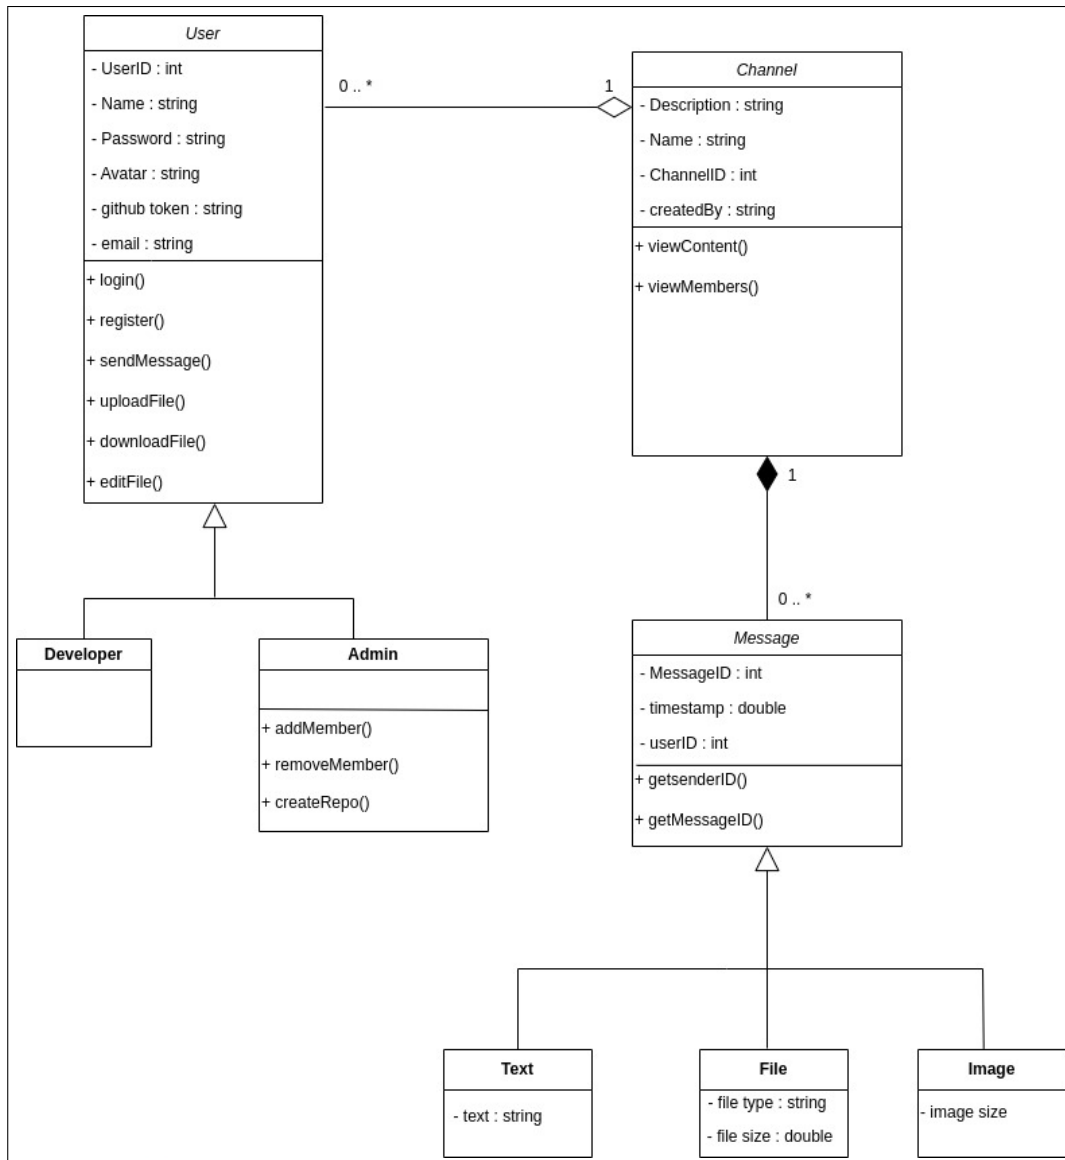 User
- UserID : int
- Name : string
- Password : string
- Avatar : string
- github token : string
- email : string
+ login()
+ register()
+ sendMessage()
+ uploadFile()
+ downloadFile()
+ editFile()
0 .. *
1
Channel
- Description : string
- Name : string
- ChannelID : int
- createdBy : string
+ viewContent()
+ viewMembers()
1
0 .. *
Developer
Admin
+ addMember()
+ removeMember()
+ createRepo()
Message
- MessageID : int
- timestamp : double
- userID : int
+ getsenderID()
+ getMessageID()
Text
- text : string
File
- file type : string
- file size : double
Image
- image size